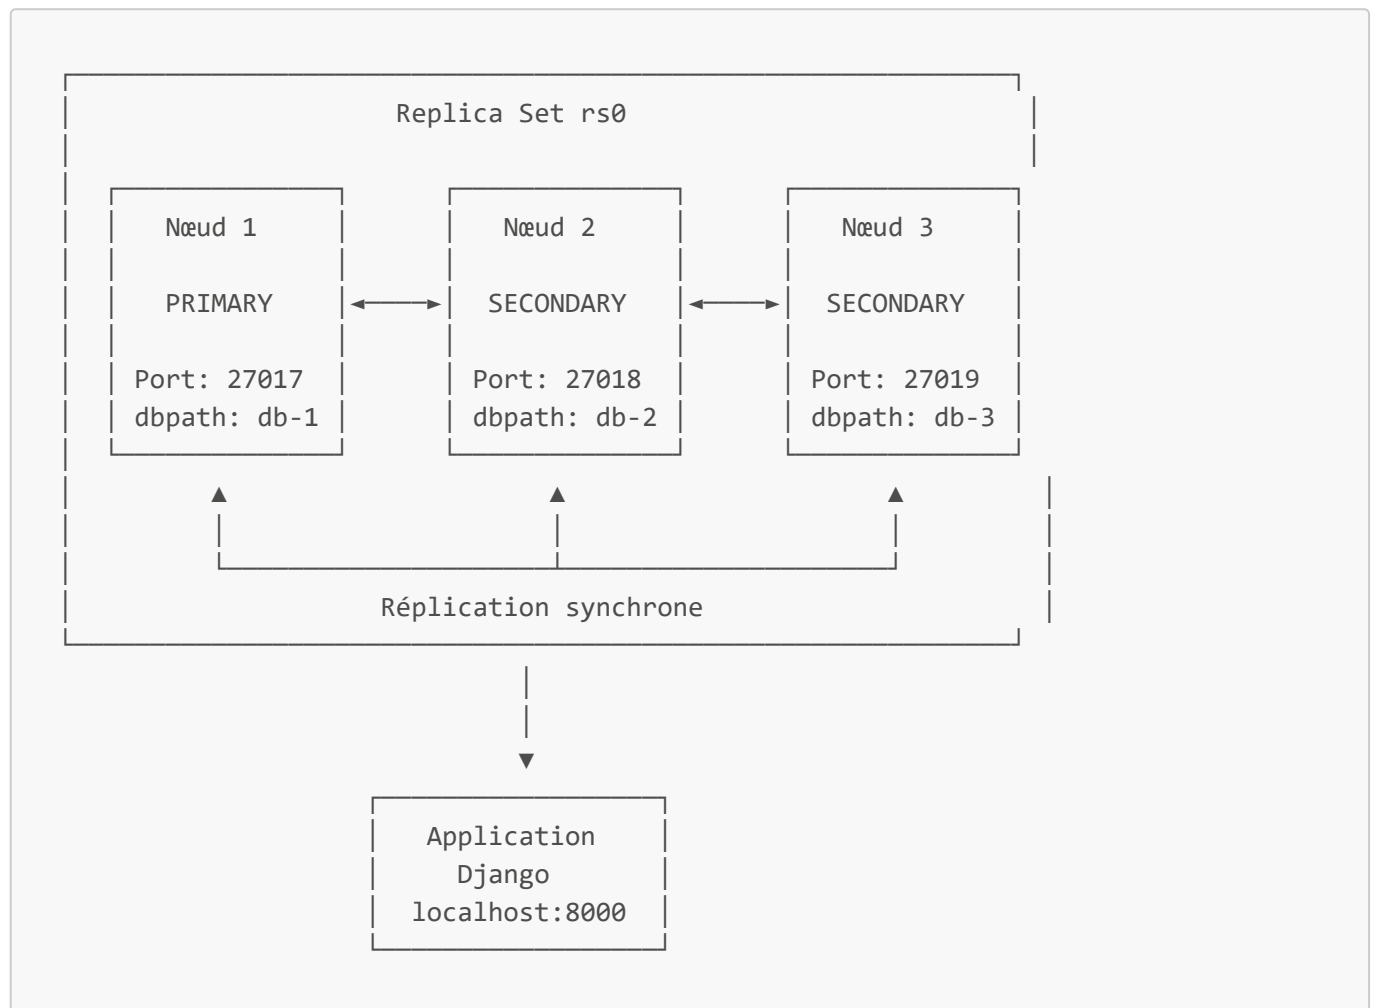 Replica Set rs0
Nœud 1 Nœud 2 Nœud 3
PRIMARY SECONDARY SECONDARY
Port: 27017 Port: 27018 Port: 27019
dbpath: db-1 dbpath: db-2 dbpath: db-3
Réplication synchrone
Application
Django
localhost:8000